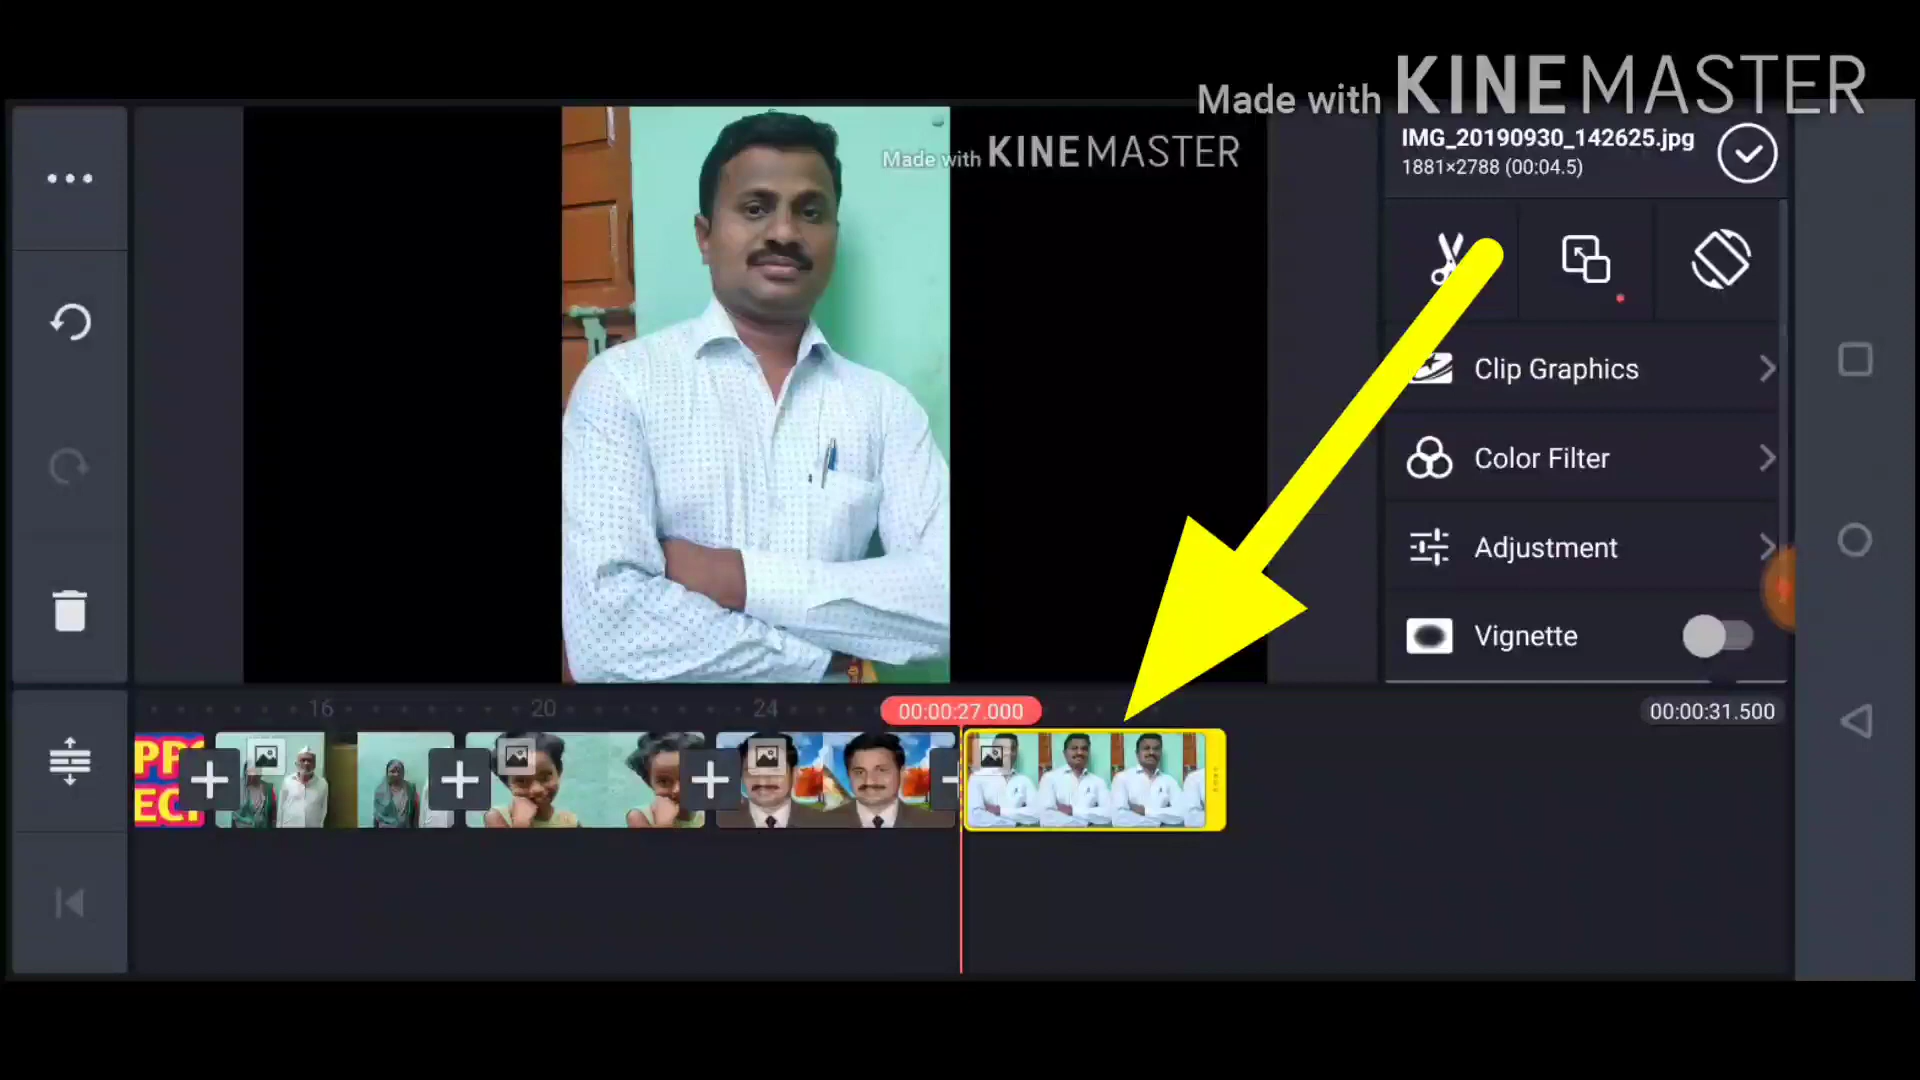 Made with KINEMASTER
Made with KINEMASTER
IMG_20190930_142625.jpg
1881×2788 (00:04.5)
Clip Graphics
Color Filter
Adjustment
Vignette
16
20
24
00:00:27.000
00:00:31.500